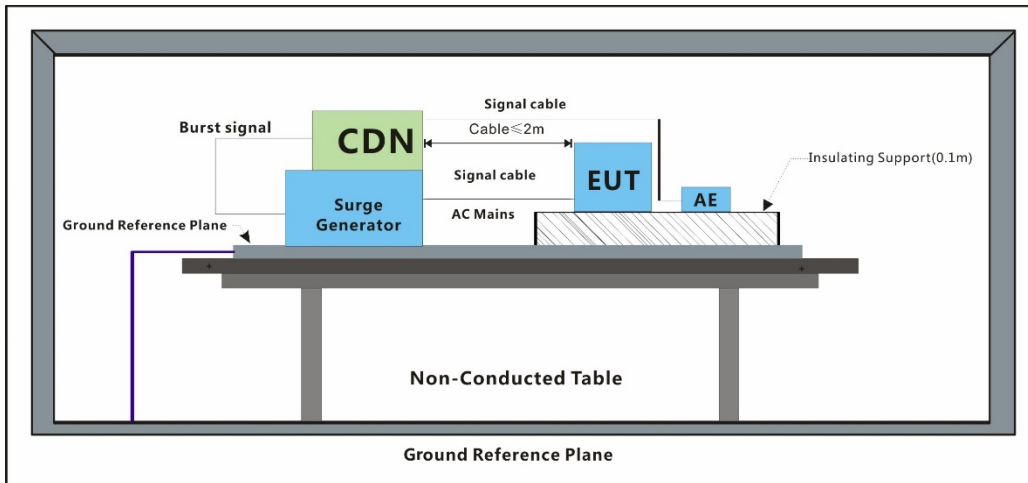 Signal cable
Burst signal
CDN
Cable≤2m
Insulating Support(0.1m)
EUT
Signal cable
AE
Surge
Generator
AC Mains
Ground Reference Plane
Non-Conducted Table
Ground Reference Plane